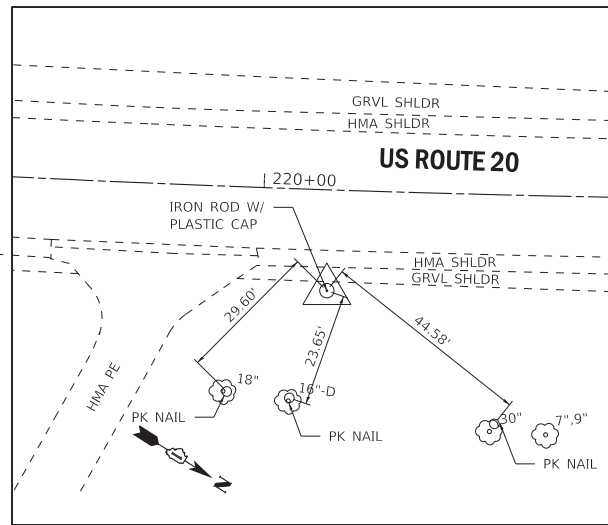 GRVL SHLDR
HMA SHLDR
US ROUTE 20
220+00
IRON ROD W/
PLASTIC CAP
HMA SHLDR
GRVL SHLDR
29.60'
23.65'
44.58'
HMA PE
18"
16"-D
30"
7",9"
PK NAIL
PK NAIL
PK NAIL
N